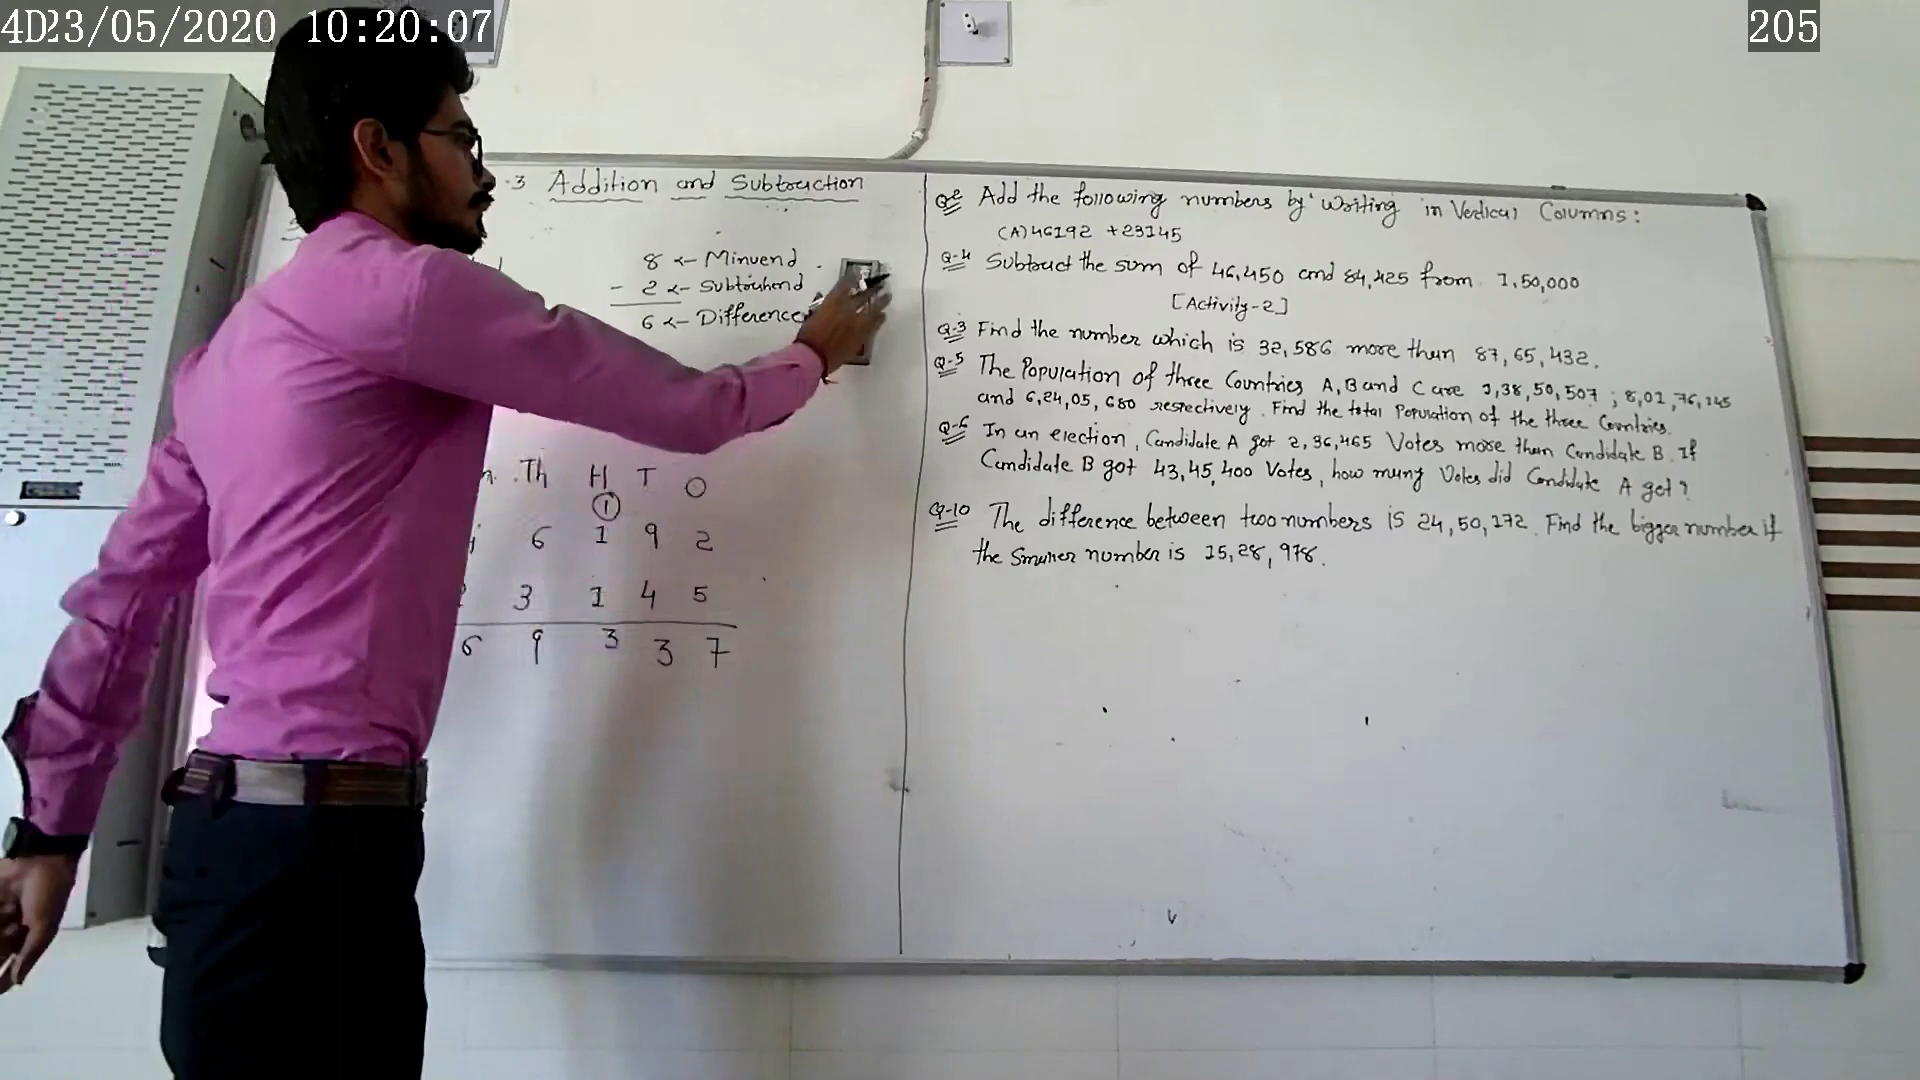 4D23/05/2020 10:20:07
205
.3 Addition and Subtraction
8 <- Minuend
- 2 <- Subtrahend
6 <- Difference
Th H T O
1
6 1 9 2
3 1 4 5
6 9 3 3 7
Q2 Add the following numbers by writing in Vertical Columns:
(A) 46192 + 23145
Q-4 Subtract the sum of 46,450 and 84,425 from 1,50,000
[Activity-2]
Q-3 Find the number which is 32,586 more than 87,65,432.
Q-5 The Population of three Countries A, B and C are 1,38,50,507 ; 8,01,76,145
and 6,24,05,680 respectively. Find the total Population of the three Countries.
Q-6 In an election, Candidate A got 2,36,465 Votes more than Candidate B. If
Candidate B got 43,45,400 Votes, how many Votes did Candidate A get?
Q-10 The difference between two numbers is 24,50,172. Find the bigger number if
the smaller number is 15,28,978.